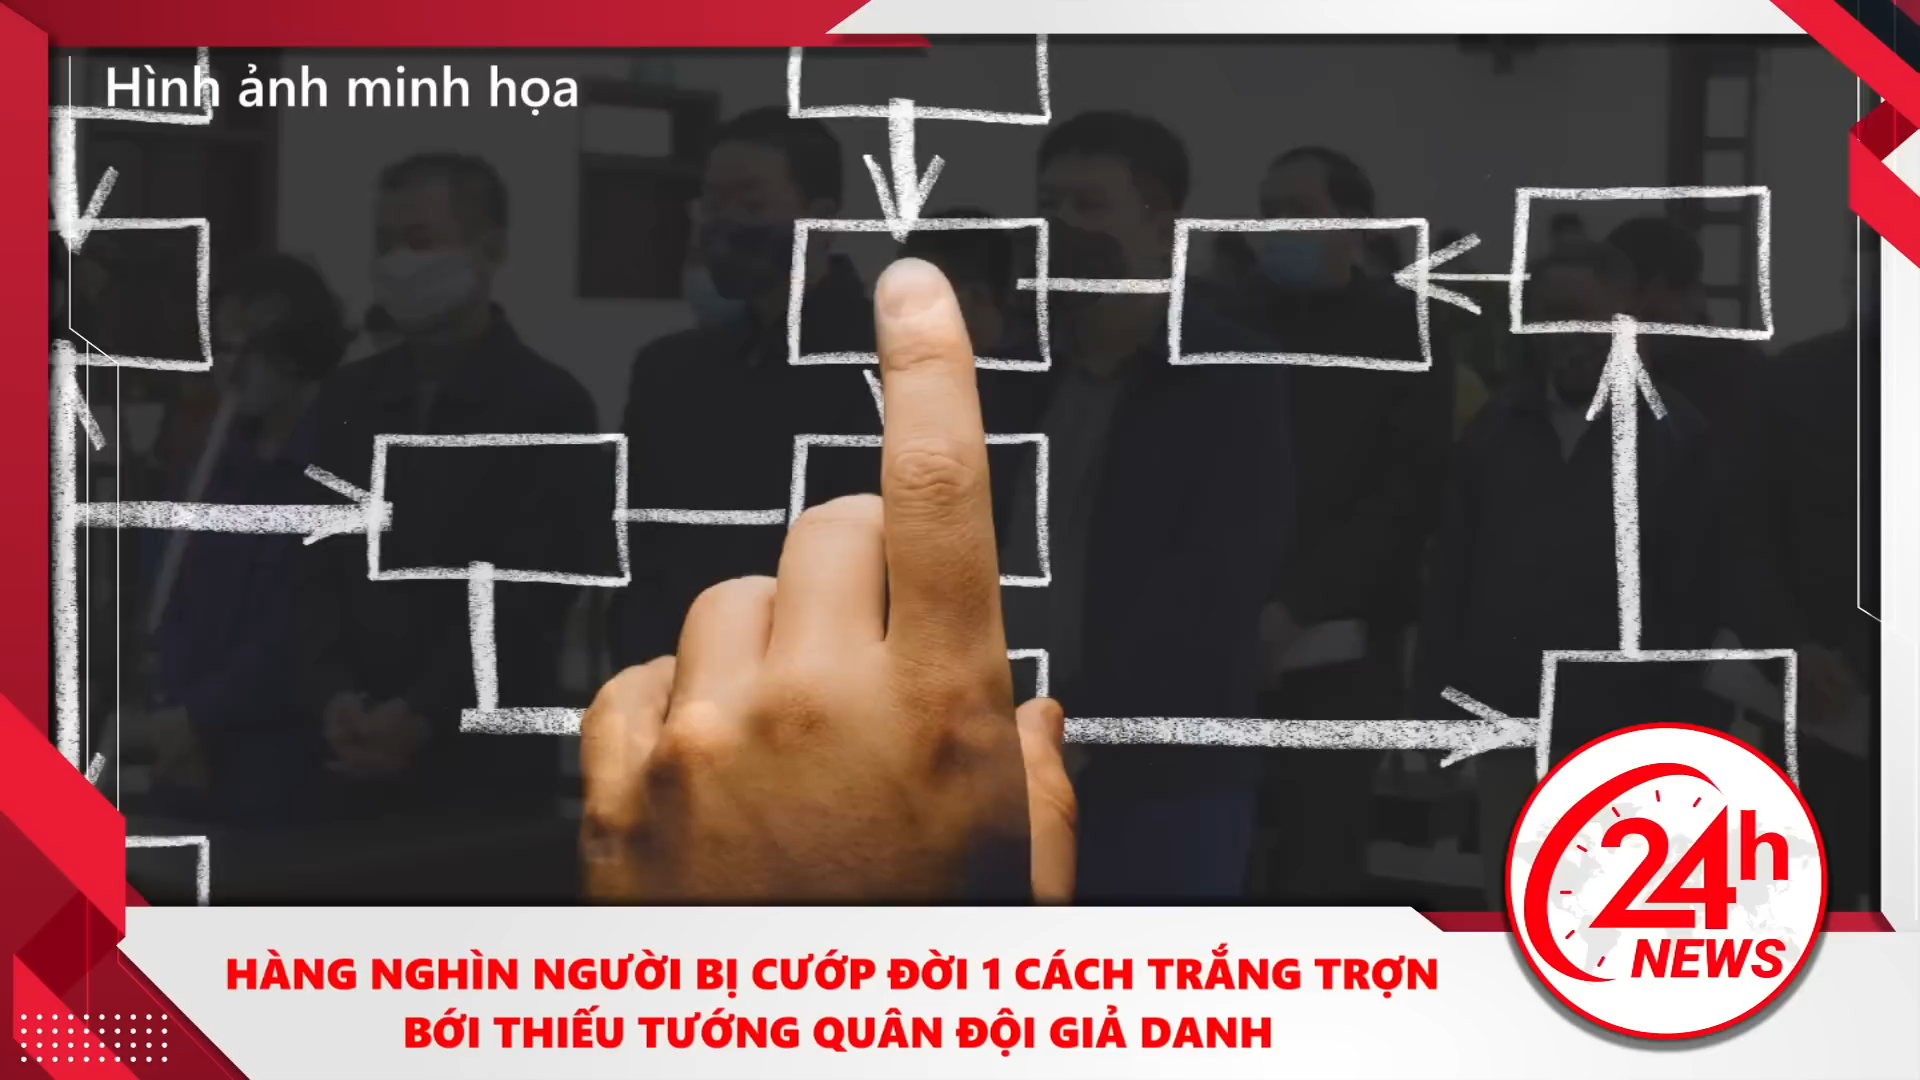 Hình ảnh minh họa
24h
NEWS
HÀNG NGHÌN NGƯỜI BỊ CƯỚP ĐỜI 1 CÁCH TRẮNG TRỢN
BỚI THIẾU TƯỚNG QUÂN ĐỘI GIẢ DANH